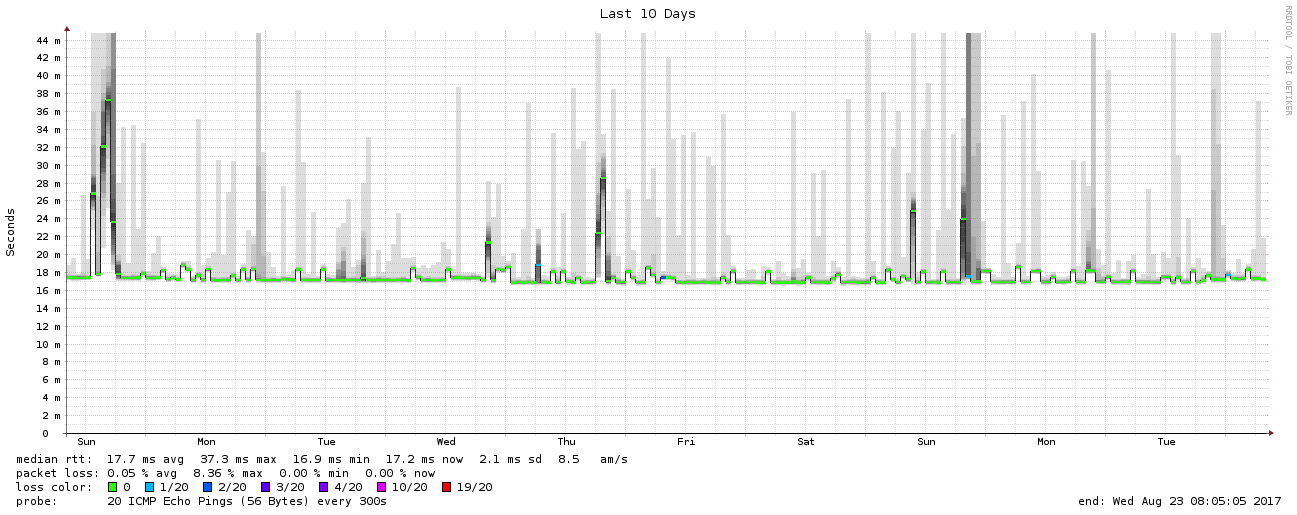 Last 10 Days
RRDTOOL / TOBI OETIKER
Seconds
44 m
42 m
40 m
38 m
36 m
34 m
32 m
30 m
28 m
26 m
24 m
22 m
20 m
18 m
16 m
14 m
12 m
10 m
8 m
6 m
4 m
2 m
0
Sun Mon Tue Wed Thu Fri Sat Sun Mon Tue
median rtt: 17.7 ms avg 37.3 ms max 16.9 ms min 17.2 ms now 2.1 ms sd 8.5 am/s
packet loss: 0.05 % avg 8.36 % max 0.00 % min 0.00 % now
loss color: 0 1/20 2/20 3/20 4/20 10/20 19/20
probe: 20 ICMP Echo Pings (56 Bytes) every 300s end: Wed Aug 23 08:05:05 2017